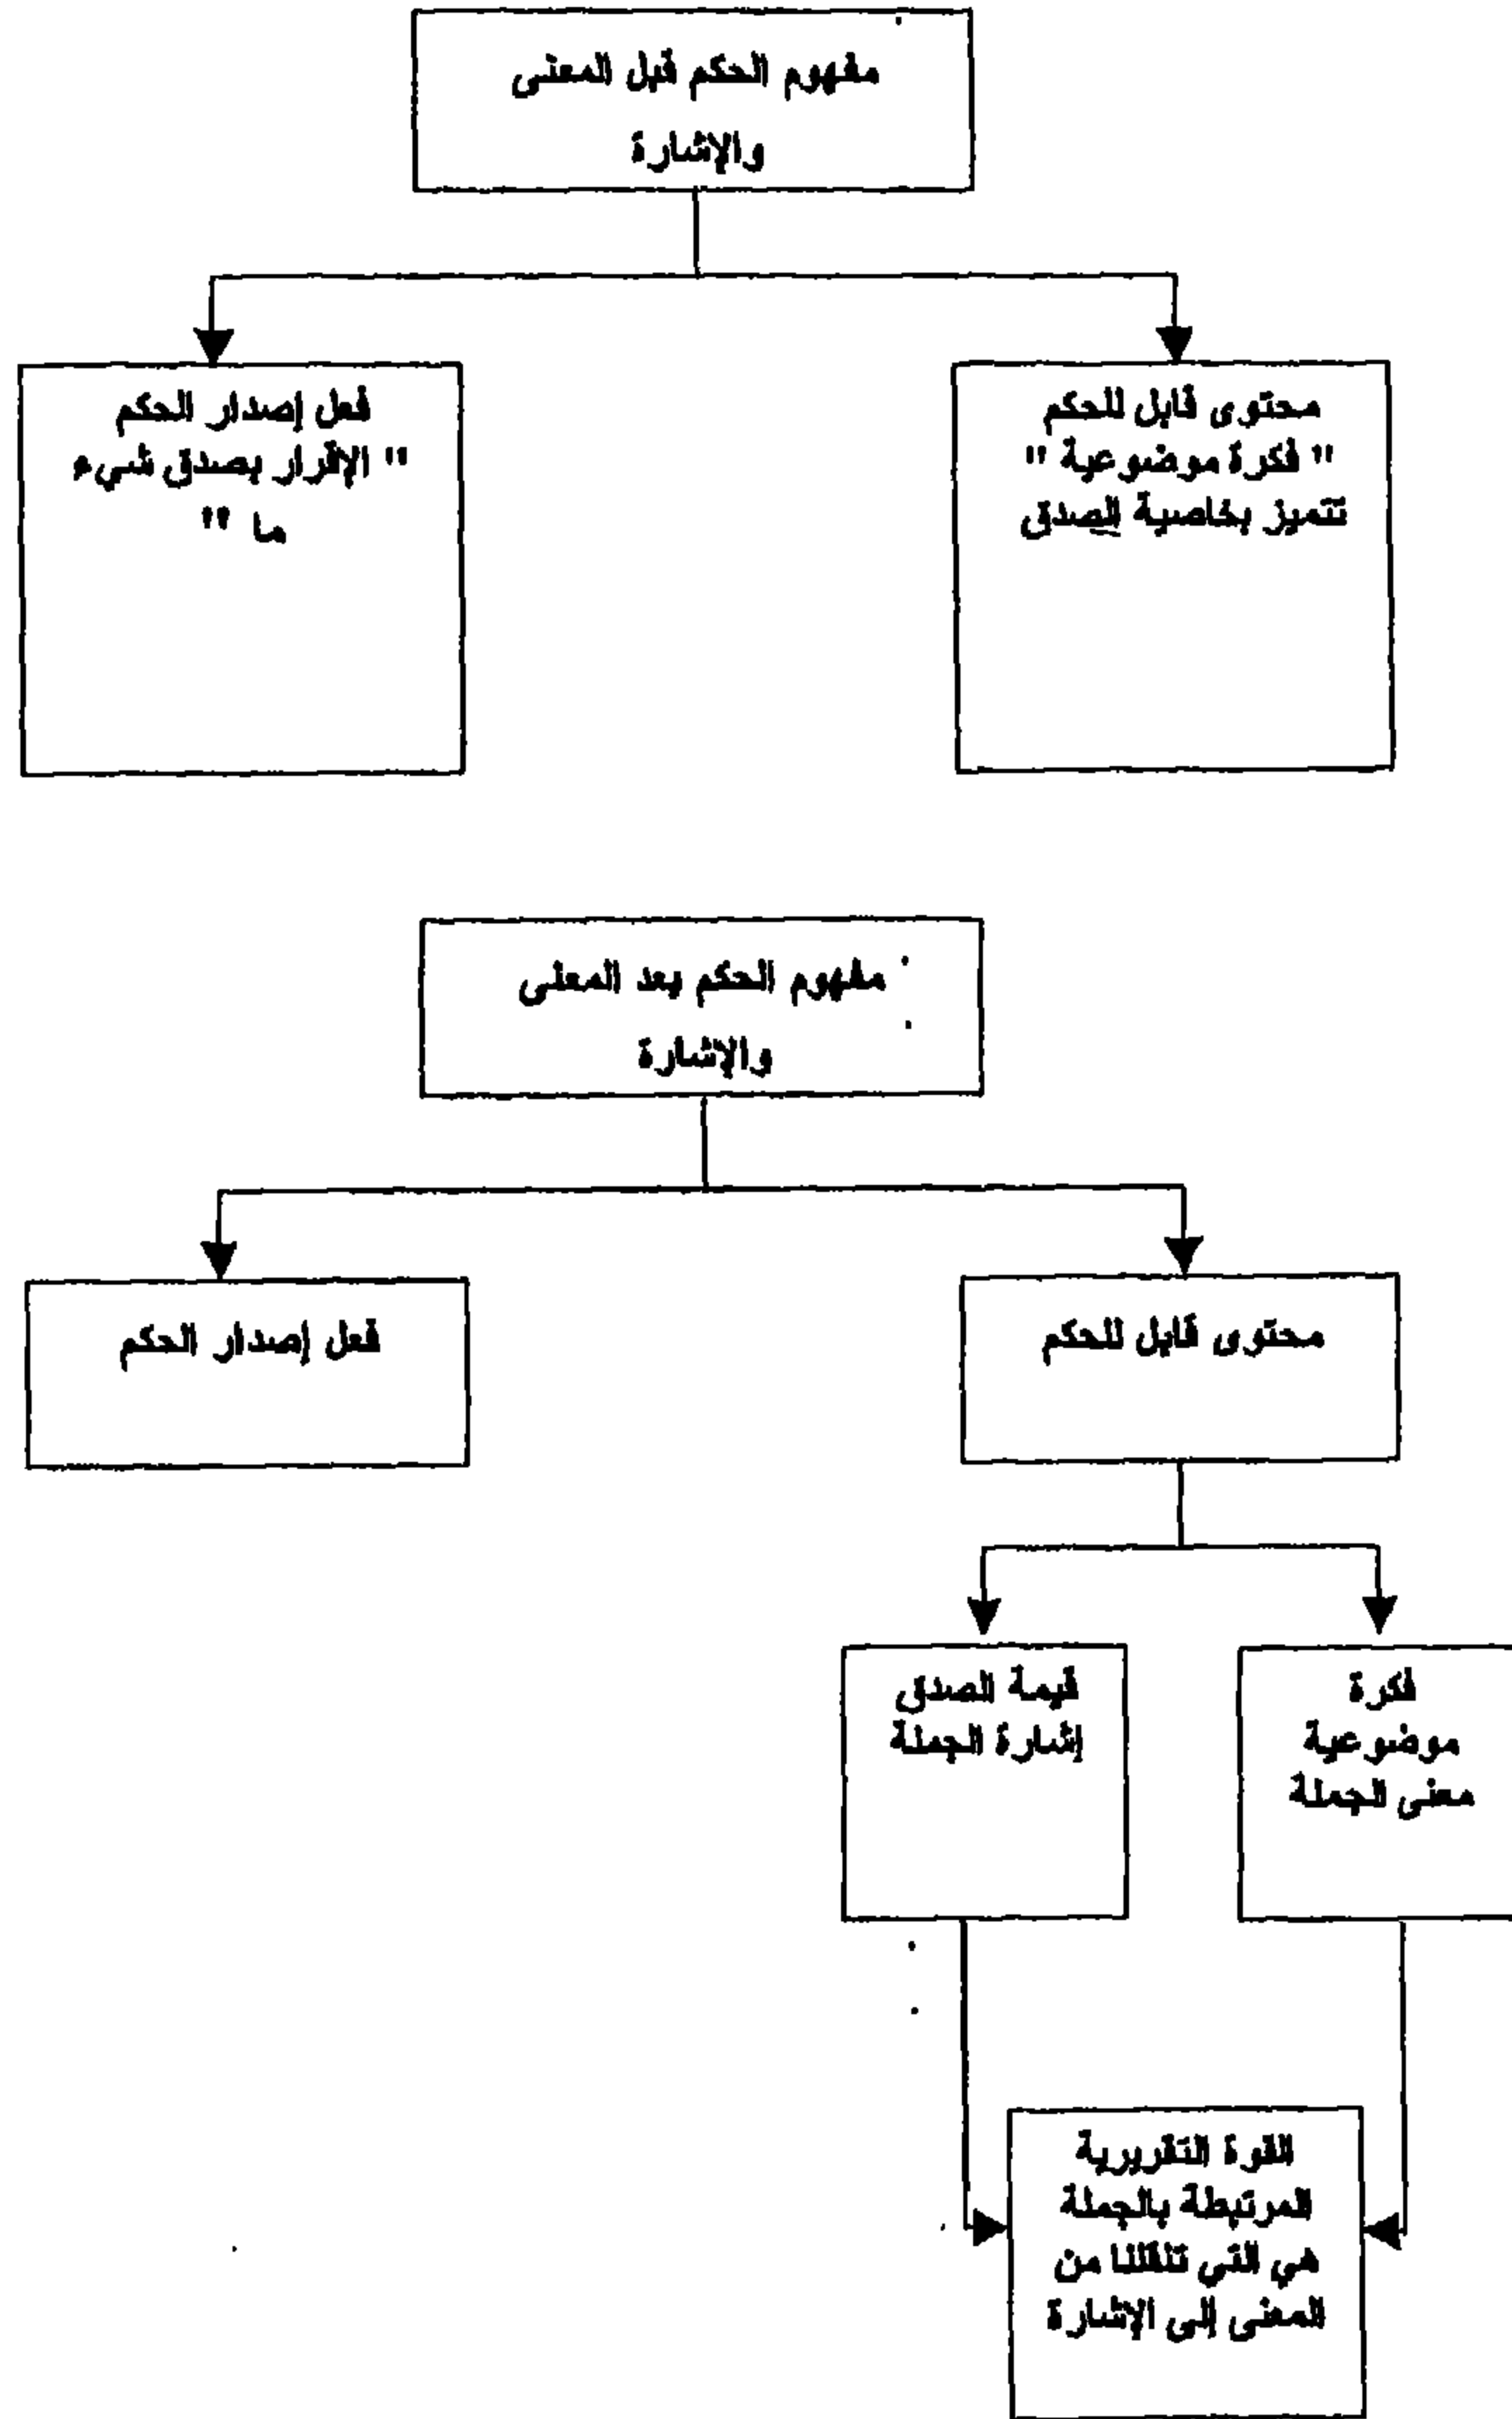 مفهوم الحكم قبل المعنى
والإشارة
محتوى قابل للحكم
" فكرة موضوعية "
تتميز بخاصية الصدق
فعل إصدار الحكم
" الإقرار بصدق شيء
ما "
مفهوم الحكم بعد المعنى
والإشارة
محتوى قابل للحكم
فعل إصدار الحكم
فكرة
موضوعية
معنى الجملة
قيمة الصدق
إشارة الجملة
القوة التقريرية
المرتبطة بالجملة
هي التي تنقلنا من
المعنى إلى الإشارة